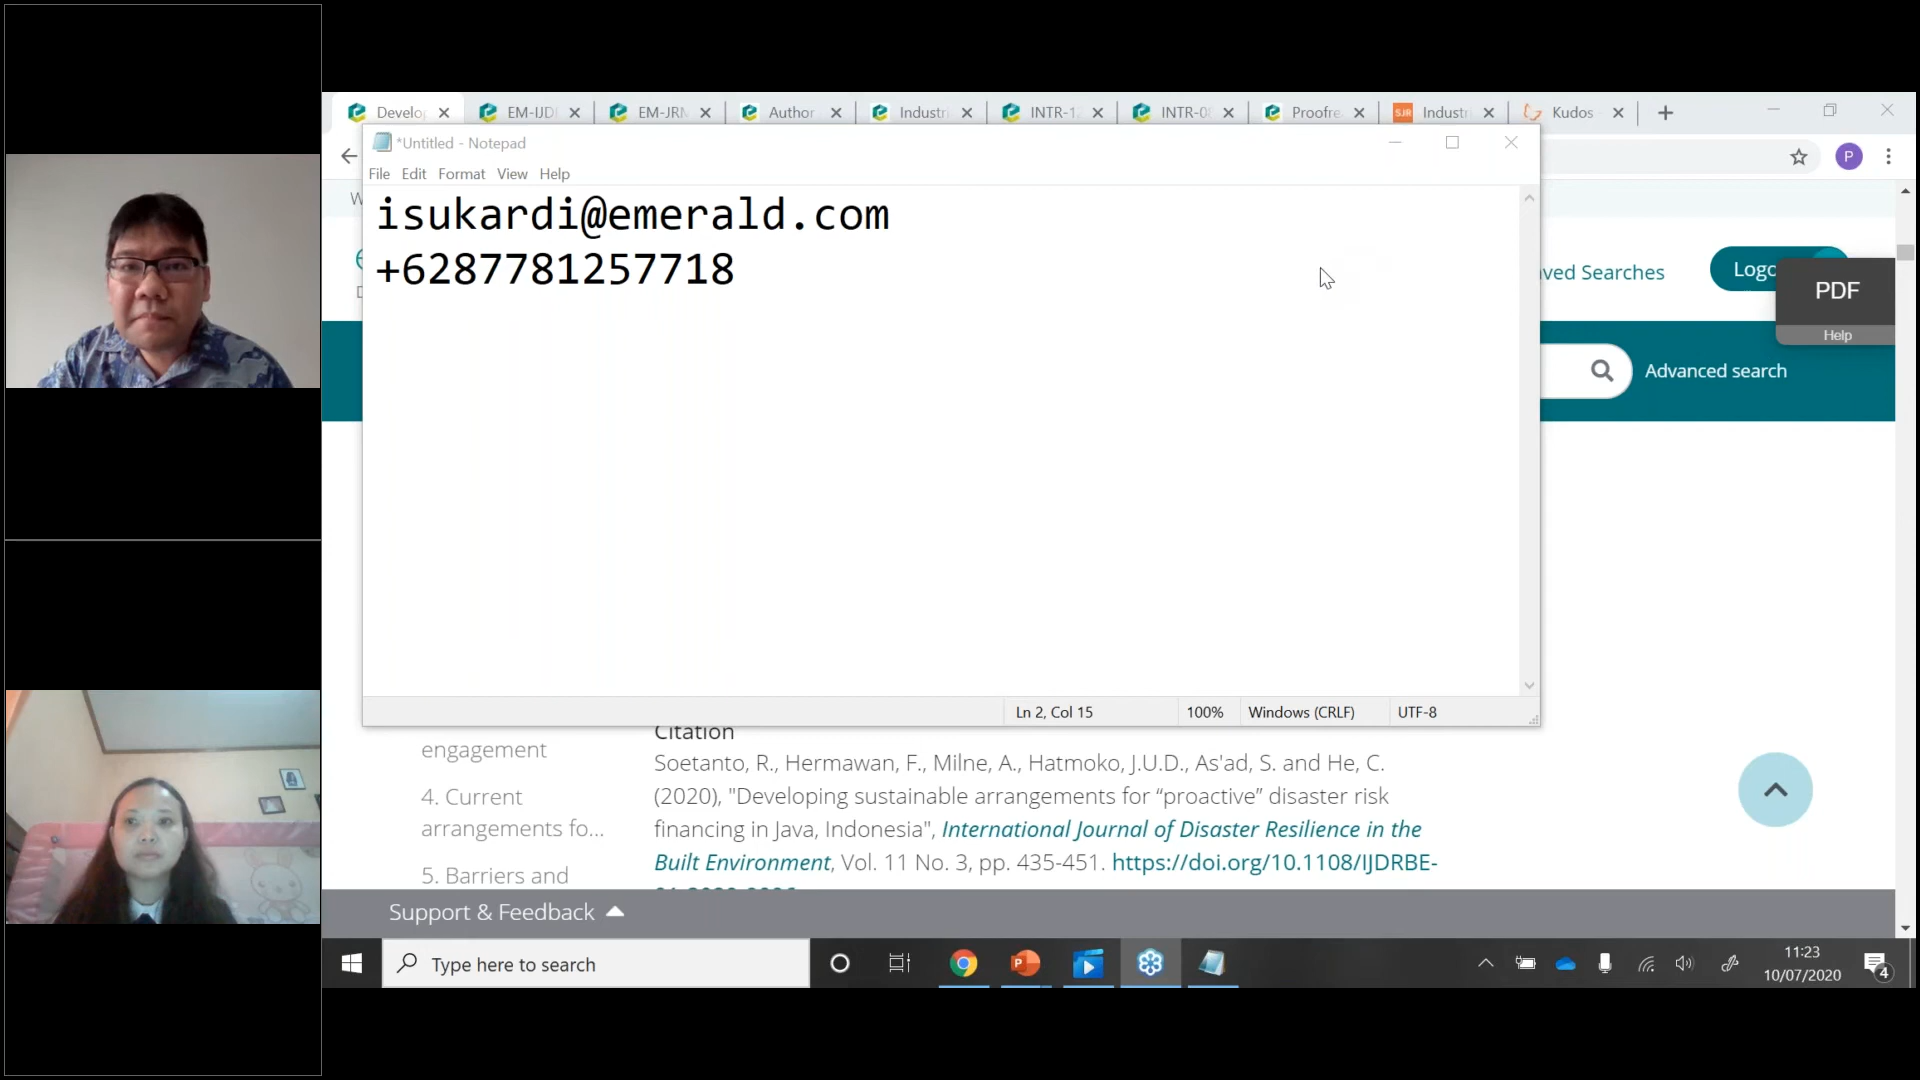 Develo
EM-IJD
EM-JRM
Author
Industri
INTR-1
INTR-0
Proofre
SJR
Industr
Kudos
*Untitled - Notepad
P
File Edit Format View Help
isukardi@emerald.com
+6287781257718
ved Searches
Logo
PDF
Help
Advanced search
Ln 2, Col 15
100%
Windows (CRLF)
UTF-8
engagement
4. Current
arrangements fo...
5. Barriers and
Citation
Soetanto, R., Hermawan, F., Milne, A., Hatmoko, J.U.D., As'ad, S. and He, C.
(2020), "Developing sustainable arrangements for “proactive” disaster risk
financing in Java, Indonesia", International Journal of Disaster Resilience in the
Built Environment, Vol. 11 No. 3, pp. 435-451. https://doi.org/10.1108/IJDRBE-
Support & Feedback
Type here to search
11:23
10/07/2020
4